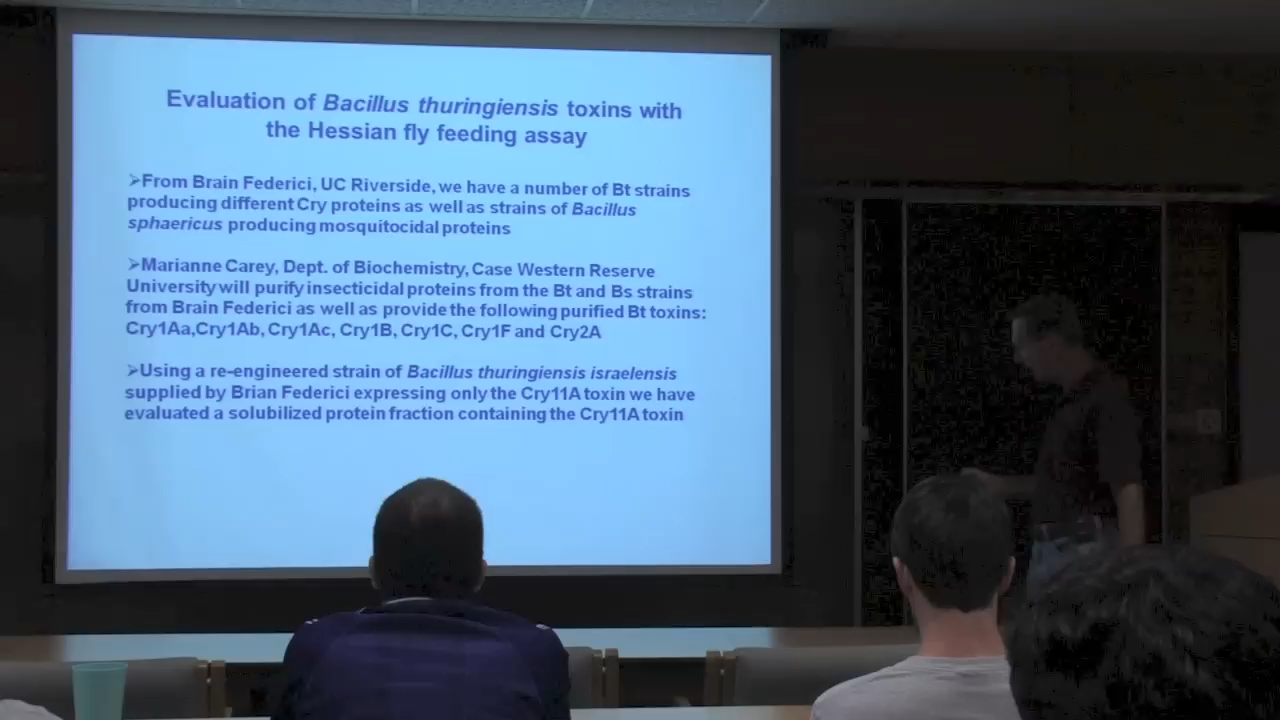 Evaluation of Bacillus thuringiensis toxins with
the Hessian fly feeding assay
➢From Brain Federici, UC Riverside, we have a number of Bt strains
producing different Cry proteins as well as strains of Bacillus
sphaericus producing mosquitocidal proteins
➢Marianne Carey, Dept. of Biochemistry, Case Western Reserve
University will purify insecticidal proteins from the Bt and Bs strains
from Brain Federici as well as provide the following purified Bt toxins:
Cry1Aa,Cry1Ab, Cry1Ac, Cry1B, Cry1C, Cry1F and Cry2A
➢Using a re-engineered strain of Bacillus thuringiensis israelensis
supplied by Brian Federici expressing only the Cry11A toxin we have
evaluated a solubilized protein fraction containing the Cry11A toxin